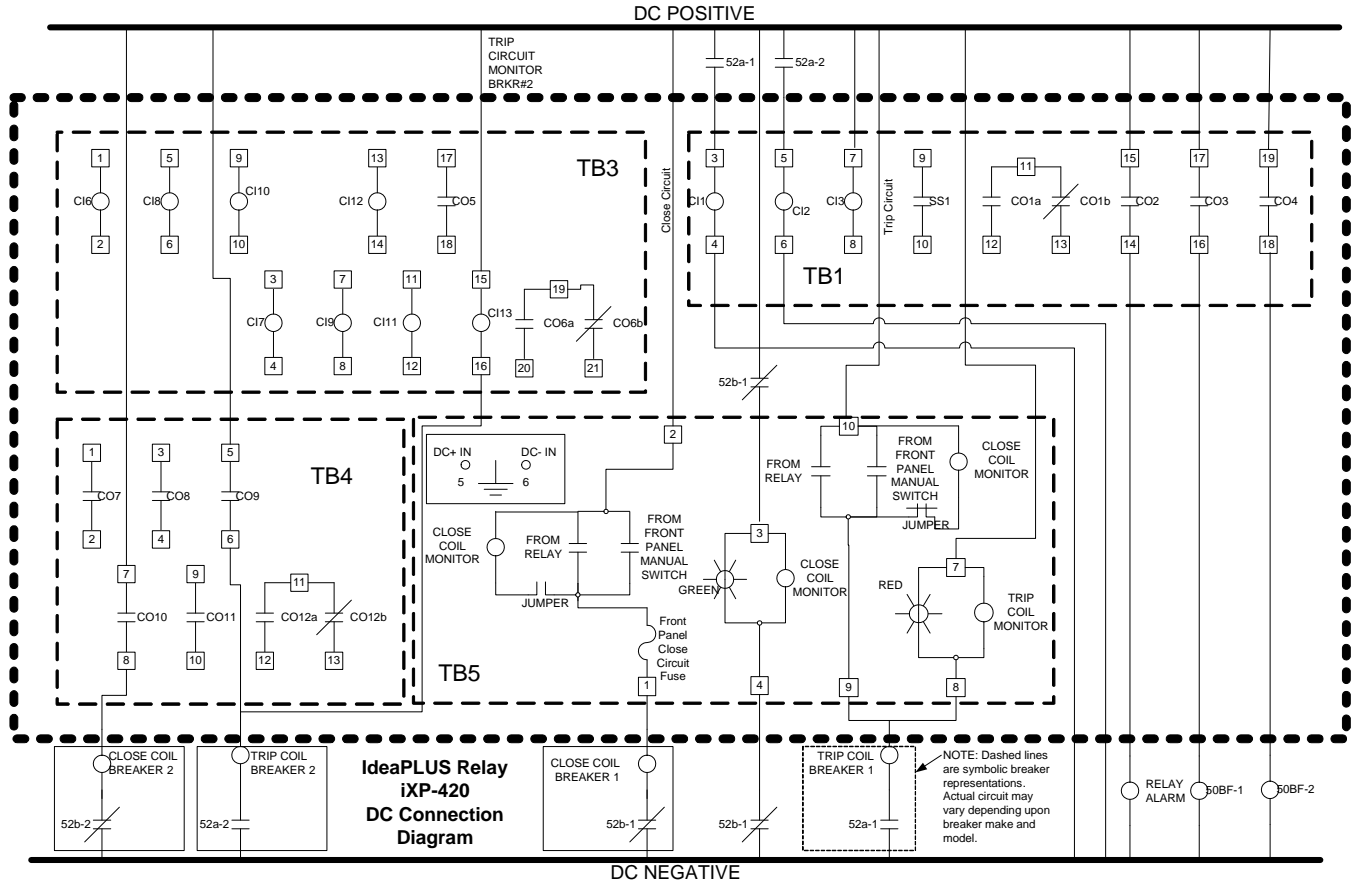 DC POSITIVE
TRIP
CIRCUIT
MONITOR
BRKR#2
52a-1
52a-2
TB3
1
5
9
13
17
CI6
CI8
CI10
CI12
CO5
2
6
10
14
18
3
7
11
15
19
CI7
CI9
CI11
CI13
CO6a
CO6b
4
8
12
16
20
21
Close Circuit
Trip Circuit
TB1
3
5
7
9
11
15
17
19
CI1
CI2
CI3
SS1
CO1a
CO1b
CO2
CO3
CO4
4
6
8
10
12
13
14
16
18
52b-1
TB4
1
3
5
CO7
CO8
CO9
2
4
6
7
9
11
CO10
CO11
CO12a
CO12b
8
10
12
13
TB5
DC+ IN
DC- IN
5
6
2
CLOSE
COIL
MONITOR
FROM
RELAY
FROM
FRONT
PANEL
MANUAL
SWITCH
JUMPER
Front
Panel
Close
Circuit
Fuse
1
3
GREEN
CLOSE
COIL
MONITOR
4
10
FROM
RELAY
FROM
FRONT
PANEL
MANUAL
SWITCH
CLOSE
COIL
MONITOR
JUMPER
7
RED
TRIP
COIL
MONITOR
9
8
CLOSE COIL
BREAKER 2
52b-2
TRIP COIL
BREAKER 2
52a-2
IdeaPLUS Relay
iXP-420
DC Connection
Diagram
CLOSE COIL
BREAKER 1
52b-1
52b-1
TRIP COIL
BREAKER 1
52a-1
NOTE: Dashed lines
are symbolic breaker
representations.
Actual circuit may
vary depending upon
breaker make and
model.
RELAY
ALARM
50BF-1
50BF-2
DC NEGATIVE